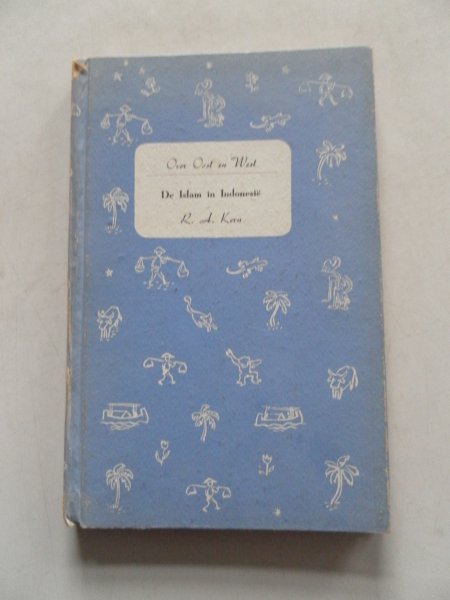 Over Oost en West
De Islam in Indonesië
R. A. Kern